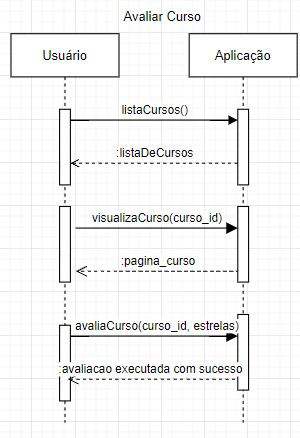 Avaliar Curso
Usuário
Aplicação
listaCursos()
:listaDeCursos
visualizaCurso(curso_id)
:pagina_curso
avaliaCurso(curso_id, estrelas)
:avaliacao executada com sucesso